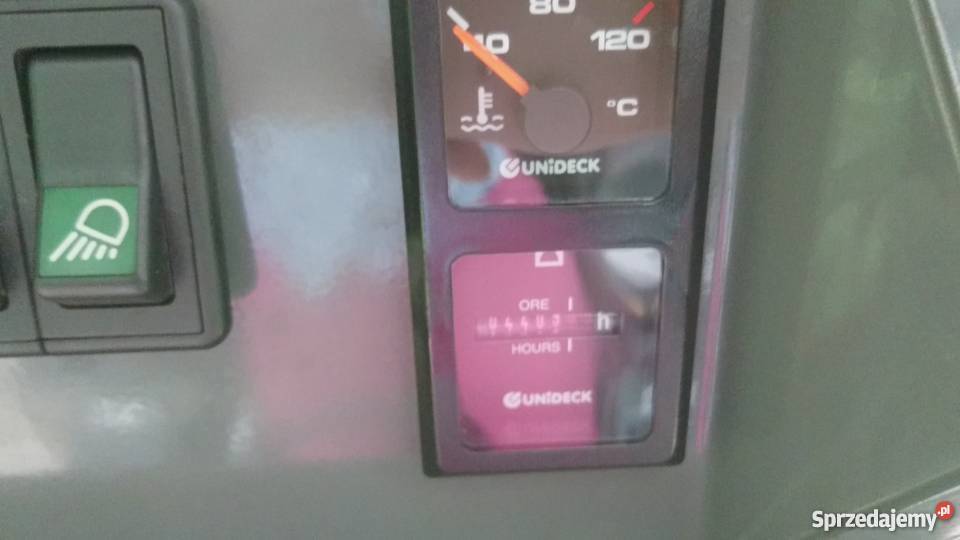 80
40
120
°C
UNIDECK
ORE
h
HOURS
UNIDECK
Sprzedajemy.pl